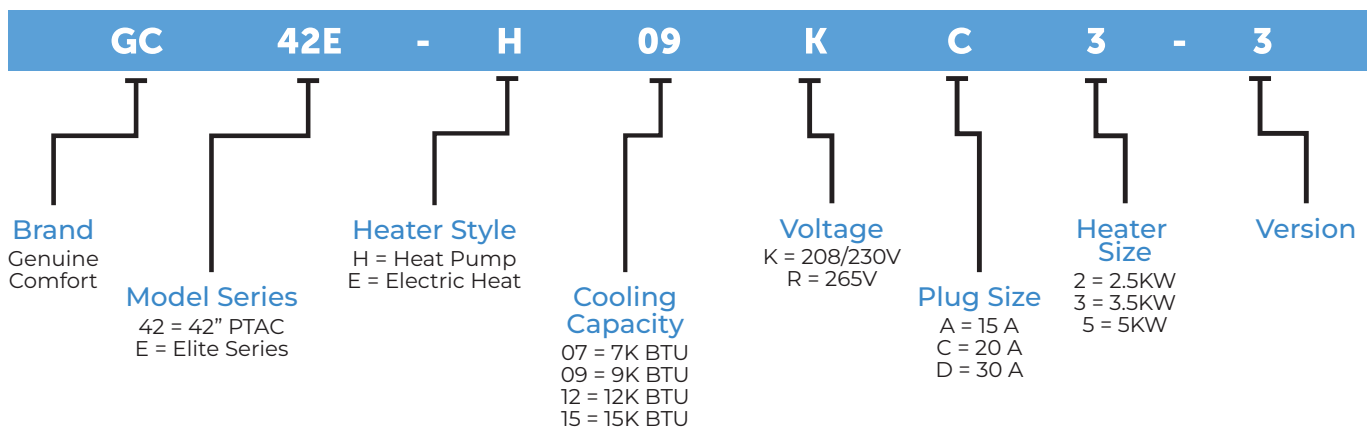 GC 42E - H 09 K C 3 - 3
Brand
Genuine
Comfort
Model Series
42 = 42” PTAC
E = Elite Series
Heater Style
H = Heat Pump
E = Electric Heat
Cooling
Capacity
07 = 7K BTU
09 = 9K BTU
12 = 12K BTU
15 = 15K BTU
Voltage
K = 208/230V
R = 265V
Plug Size
A = 15 A
C = 20 A
D = 30 A
Heater
Size
2 = 2.5KW
3 = 3.5KW
5 = 5KW
Version